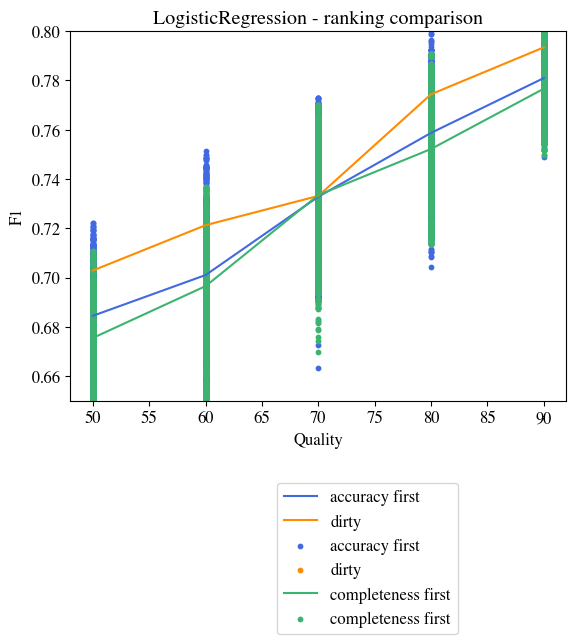 LogisticRegression - ranking comparison
0.80
0.78
0.76
0.74
0.72
0.70
0.68
0.66
F1
50 55 60 65 70 75 80 85 90
Quality
accuracy first
dirty
accuracy first
dirty
completeness first
completeness first